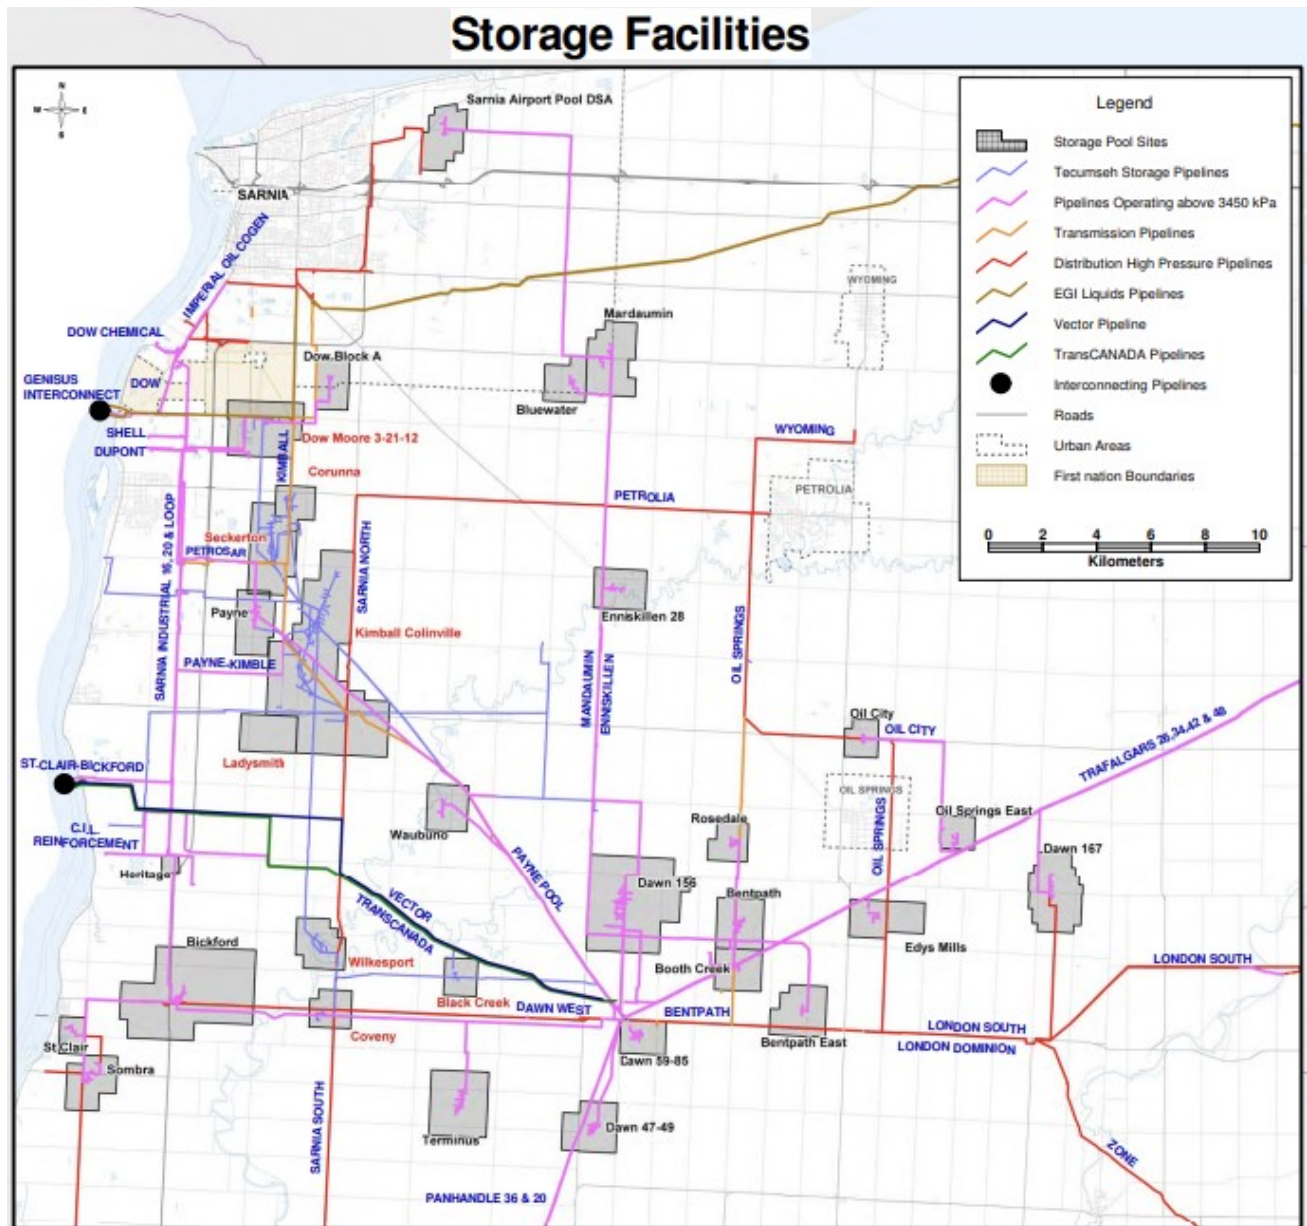 Storage Facilities
N
W E
S
Sarnia Airport Pool DSA
SARNIA
IMPERIAL OIL COGEN
DOW CHEMICAL
GENISUS
INTERCONNECT
DOW
Dow Block A
SHELL
DUPONT
Dow Moore 3-21-12
KIMBALL
Corunna
Mardaumin
Bluewater
WYOMING
WYOMING
PETROLIA
PETROLIA
Seckerton
PETROSAR
SARNIA INDUSTRIAL 16, 20 & LOOP
SARNIA NORTH
Payne
Kimball Colinville
PAYNE-KIMBLE
Enniskillen 28
MANDAUMIN
ENNISKILLEN
OIL SPRINGS
Ladysmith
ST.CLAIR-BICKFORD
C.I.L.
REINFORCEMENT
Heritage
Waubuno
PAYNE POOL
VECTOR
TRANSCANADA
Oil City
OIL CITY
TRAFALGARS 26,34,42 & 48
OIL SPRINGS
OIL SPRINGS
Oil Springs East
Rosedale
Dawn 156
Dawn 167
Bentpath
Edys Mills
Booth Creek
Bickford
Wilkesport
Black Creek
DAWN WEST
BENTPATH
Coveny
St.Clair
Sombra
SARNIA SOUTH
Terminus
Dawn 59-85
Dawn 47-49
Bentpath East
LONDON SOUTH
LONDON SOUTH
LONDON DOMINION
ZONE
PANHANDLE 36 & 20
Legend
Storage Pool Sites
Tecumseh Storage Pipelines
Pipelines Operating above 3450 kPa
Transmission Pipelines
Distribution High Pressure Pipelines
EGI Liquids Pipelines
Vector Pipeline
TransCANADA Pipelines
Interconnecting Pipelines
Roads
Urban Areas
First nation Boundaries
0 2 4 6 8 10
Kilometers